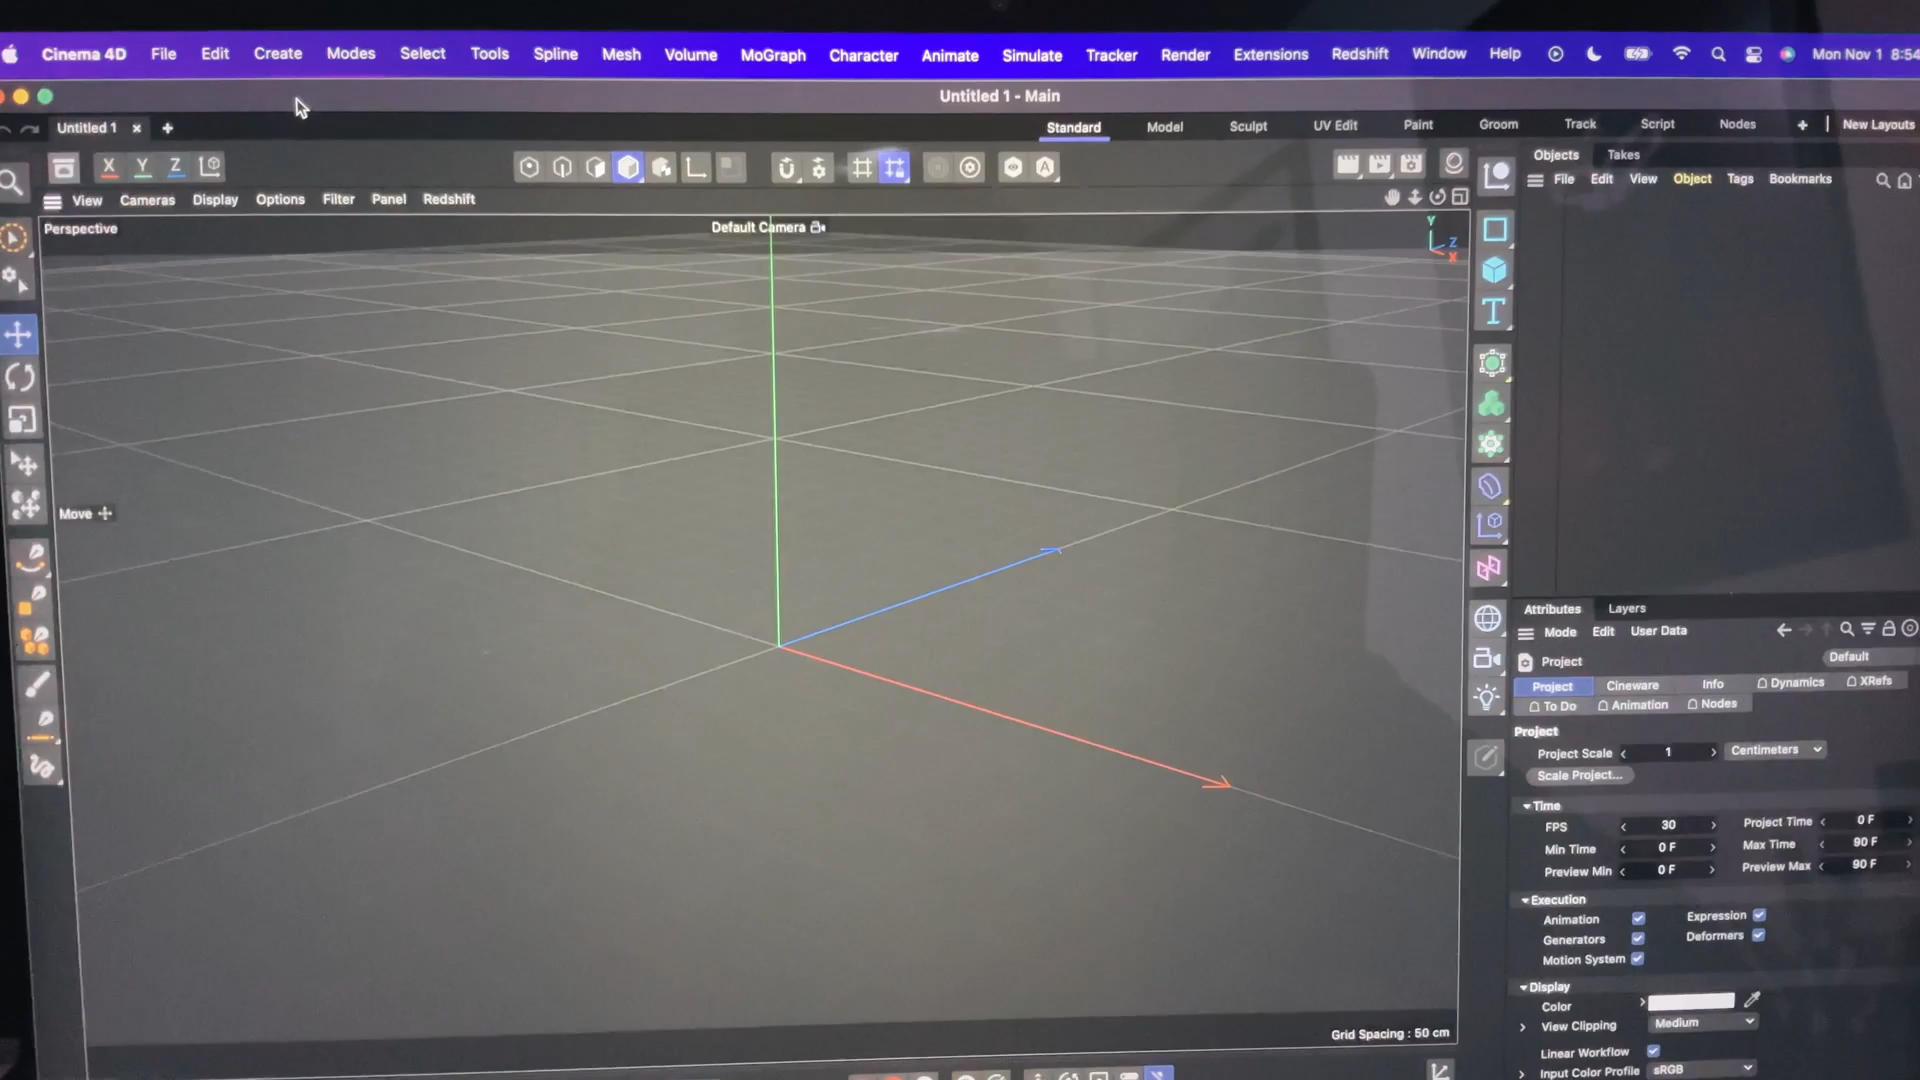 Cinema 4D File Edit Create Modes Select Tools Spline Mesh Volume MoGraph Character Animate Simulate Tracker Render Extensions Redshift Window Help Mon Nov 1 8:54
Untitled 1 - Main
Untitled 1 × + Standard Model Sculpt UV Edit Paint Groom Track Script Nodes + New Layouts
X Y Z
Objects Takes
File Edit View Object Tags Bookmarks
View Cameras Display Options Filter Panel Redshift
Perspective
Default Camera
Y
Z
X
T
Move
Attributes Layers
Mode Edit User Data
Project Default
Project Cineware Info Dynamics XRefs
To Do Animation Nodes
Project
Project Scale 1 Centimeters
Scale Project...
Time
FPS 30 Project Time 0 F
Min Time 0 F Max Time 90 F
Preview Min 0 F Preview Max 90 F
Execution
Animation Expression
Generators Deformers
Motion System
Display
Color
View Clipping Medium
Linear Workflow
Input Color Profile sRGB
Grid Spacing : 50 cm